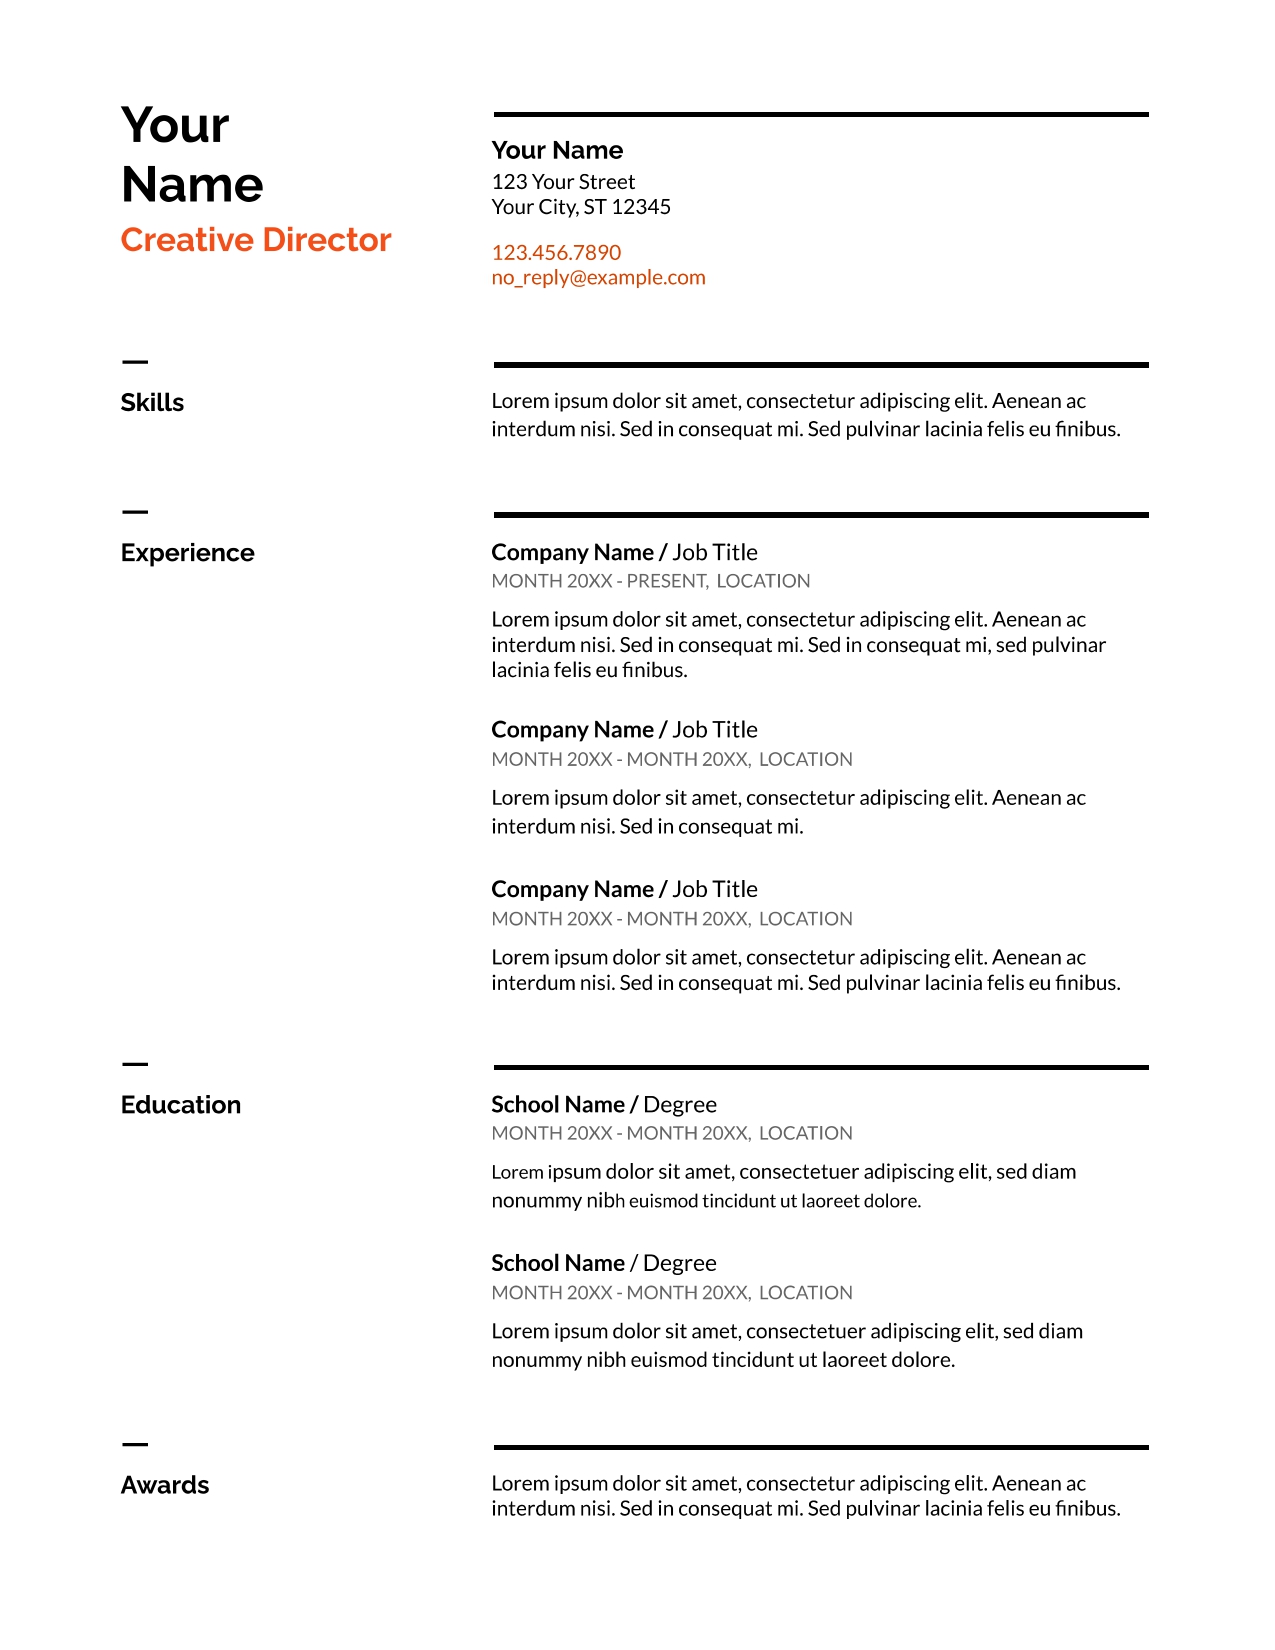 Your
Name
Creative Director
Your Name
123 Your Street
Your City, ST 12345
123.456.7890
no_reply@example.com
—
Skills
Lorem ipsum dolor sit amet, consectetur adipiscing elit. Aenean ac
interdum nisi. Sed in consequat mi. Sed pulvinar lacinia felis eu finibus.
—
Experience
Company Name / Job Title
MONTH 20XX - PRESENT, LOCATION
Lorem ipsum dolor sit amet, consectetur adipiscing elit. Aenean ac
interdum nisi. Sed in consequat mi. Sed in consequat mi, sed pulvinar
lacinia felis eu finibus.
Company Name / Job Title
MONTH 20XX - MONTH 20XX, LOCATION
Lorem ipsum dolor sit amet, consectetur adipiscing elit. Aenean ac
interdum nisi. Sed in consequat mi.
Company Name / Job Title
MONTH 20XX - MONTH 20XX, LOCATION
Lorem ipsum dolor sit amet, consectetur adipiscing elit. Aenean ac
interdum nisi. Sed in consequat mi. Sed pulvinar lacinia felis eu finibus.
—
Education
School Name / Degree
MONTH 20XX - MONTH 20XX, LOCATION
Lorem ipsum dolor sit amet, consectetuer adipiscing elit, sed diam
nonummy nibh euismod tincidunt ut laoreet dolore.
School Name / Degree
MONTH 20XX - MONTH 20XX, LOCATION
Lorem ipsum dolor sit amet, consectetuer adipiscing elit, sed diam
nonummy nibh euismod tincidunt ut laoreet dolore.
—
Awards
Lorem ipsum dolor sit amet, consectetur adipiscing elit. Aenean ac
interdum nisi. Sed in consequat mi. Sed pulvinar lacinia felis eu finibus.